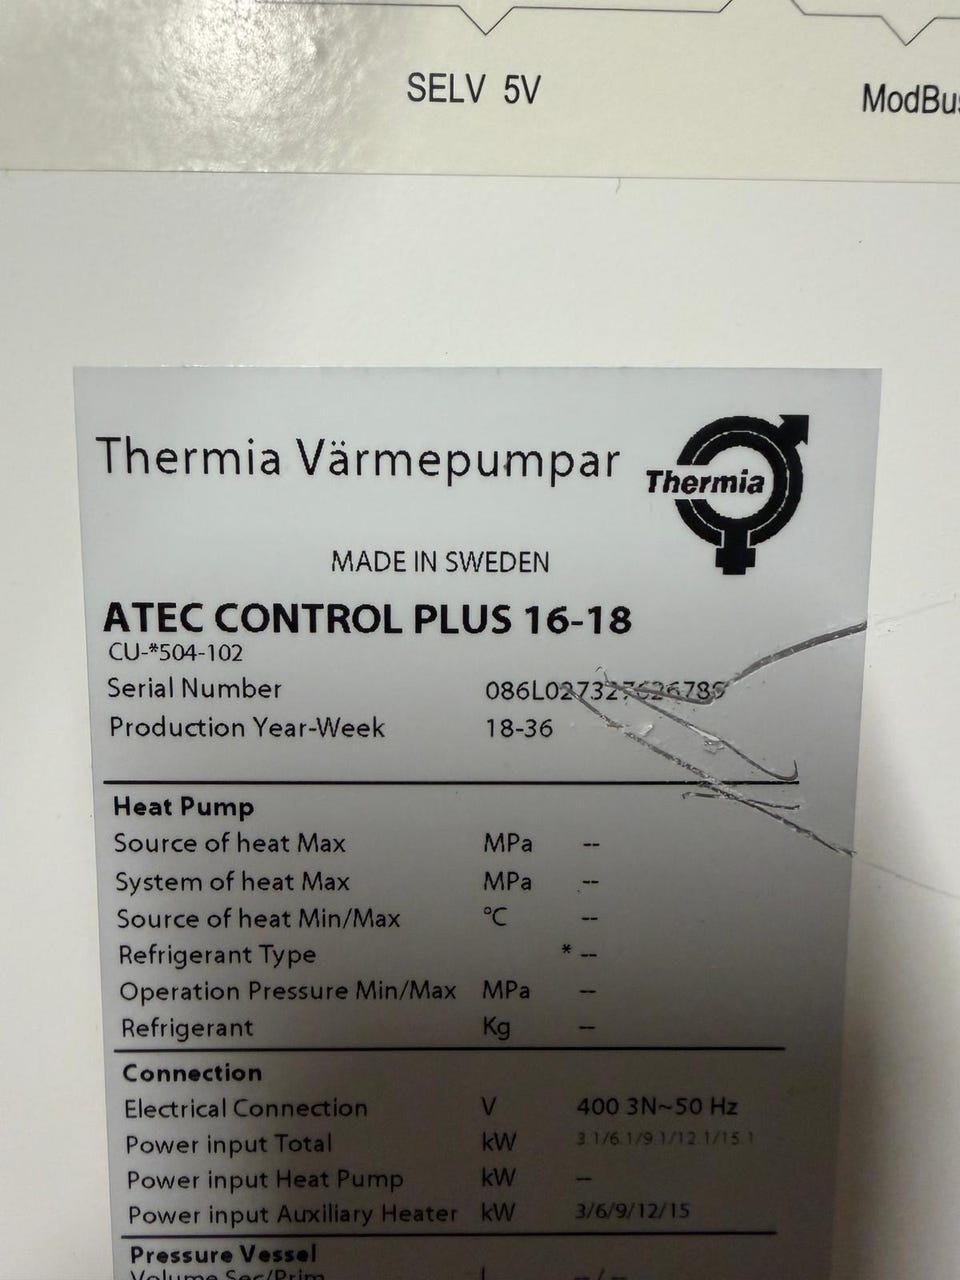 SELV 5V
ModBus
Thermia Värmepumpar
Thermia
MADE IN SWEDEN
ATEC CONTROL PLUS 16-18
CU-*504-102
Serial Number
Production Year-Week 18-36
Heat Pump
Source of heat Max MPa --
System of heat Max MPa --
Source of heat Min/Max °C --
Refrigerant Type * --
Operation Pressure Min/Max MPa --
Refrigerant Kg --
Connection
Electrical Connection V 400 3N~50 Hz
Power input Total kW 3.1/6.1/9.1/12.1/15.1
Power input Heat Pump kW --
Power input Auxiliary Heater kW 3/6/9/12/15
Pressure Vessel
Volume Sec/Prim L -- / --